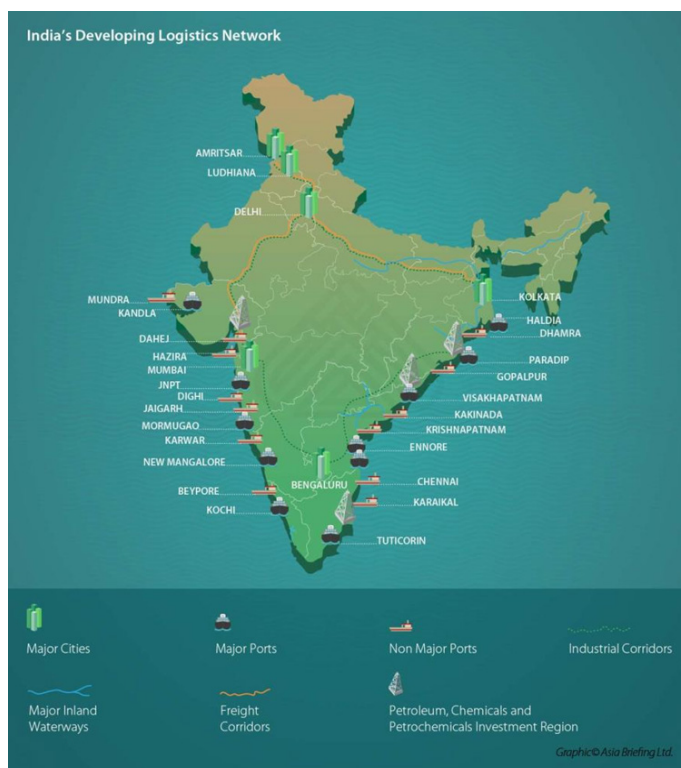 India's Developing Logistics Network
AMRITSAR
LUDHIANA
DELHI
MUNDRA
KANDLA
KOLKATA
HALDIA
DHAMRA
DAHEJ
HAZIRA
MUMBAI
JNPT
DIGHI
JAIGARH
MORMUGAO
KARWAR
NEW MANGALORE
BEYPORE
KOCHI
PARADIP
GOPALPUR
VISAKHAPATNAM
KAKINADA
KRISHNAPATNAM
ENNORE
BENGALURU
CHENNAI
KARAIKAL
TUTICORIN
Major Cities
Major Ports
Non Major Ports
Industrial Corridors
Major Inland
Waterways
Freight
Corridors
Petroleum, Chemicals and
Petrochemicals Investment Region
Graphic© Asia Briefing Ltd.